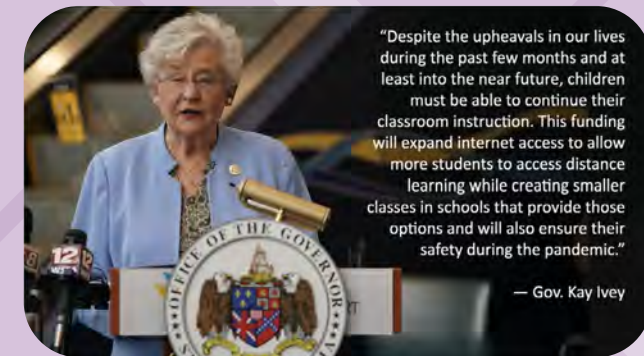 “Despite the upheavals in our lives
during the past few months and at
least into the near future, children
must be able to continue their
classroom instruction. This funding
will expand internet access to allow
more students to access distance
learning while creating smaller
classes in schools that provide those
options and will also ensure their
safety during the pandemic.”
— Gov. Kay Ivey
12
OFFICE OF THE GOVERNOR